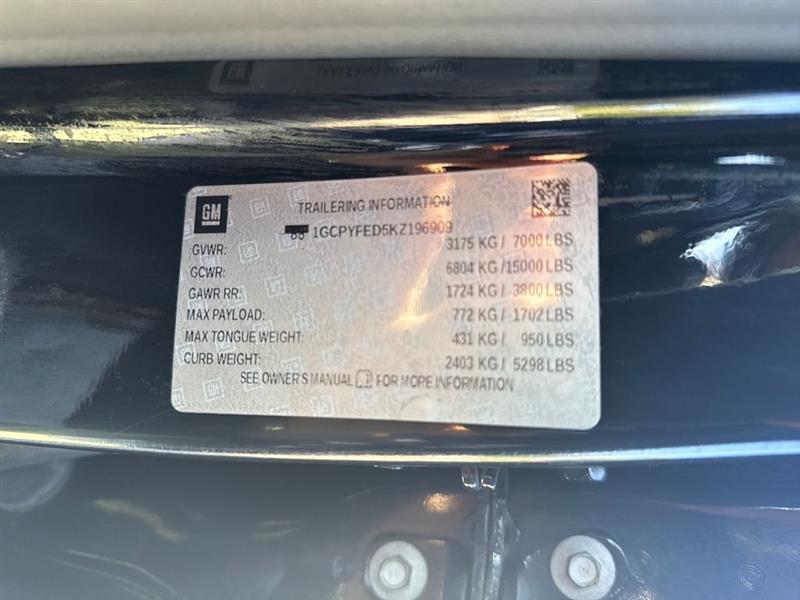 GM
TRAILERING INFORMATION
1GCPYFED5KZ196909
GVWR: 3175 KG / 7000 LBS
GCWR: 6804 KG /15000 LBS
GAWR RR: 1724 KG / 3800 LBS
MAX PAYLOAD: 772 KG / 1702 LBS
MAX TONGUE WEIGHT: 431 KG / 950 LBS
CURB WEIGHT: 2403 KG / 5298 LBS
SEE OWNER'S MANUAL FOR MORE INFORMATION